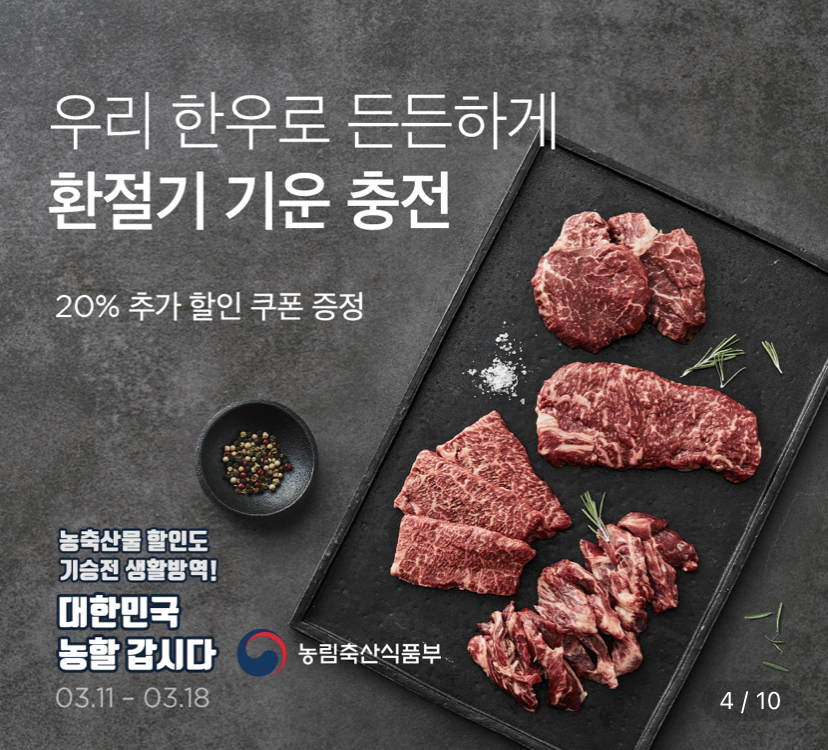 우리 한우로 든든하게
환절기 기운 충전
20% 추가 할인 쿠폰 증정
농축산물 할인도
기승전 생활방역!
대한민국
농할 갑시다
농림축산식품부
03.11 – 03.18
4 / 10